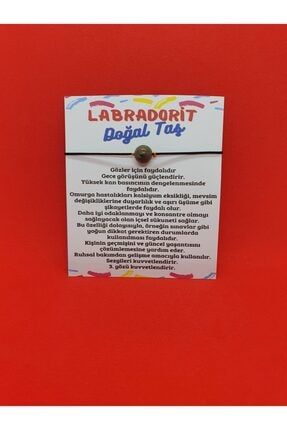 LABRADORİT
Doğal Taş
Gözler için faydalıdır
Gece görüşünü güçlendirir.
Yüksek kan basıncının dengelenmesinde
faydalıdır.
Omurga hastalıkları kalsiyum eksikliği, mevsim
değişikliklerine duyarlılık ve aşırı üşüme gibi
şikayetlerde faydalı olur.
Daha iyi odaklanmayı ve konsantre olmayı
sağlayacak olan içsel sükuneti sağlar.
Bu özelliği dolayısıyla, örneğin sınavlar gibi
yoğun dikkat gerektiren durumlarda
kullanılması faydalıdır.
Kişinin geçmişini ve güncel yaşantısını
çözümlemesine yardım eder.
Ruhsal bakımdan gelişme amacıyla kullanılır.
Sezgileri kuvvetlendirir.
3. gözü kuvvetlendirir.